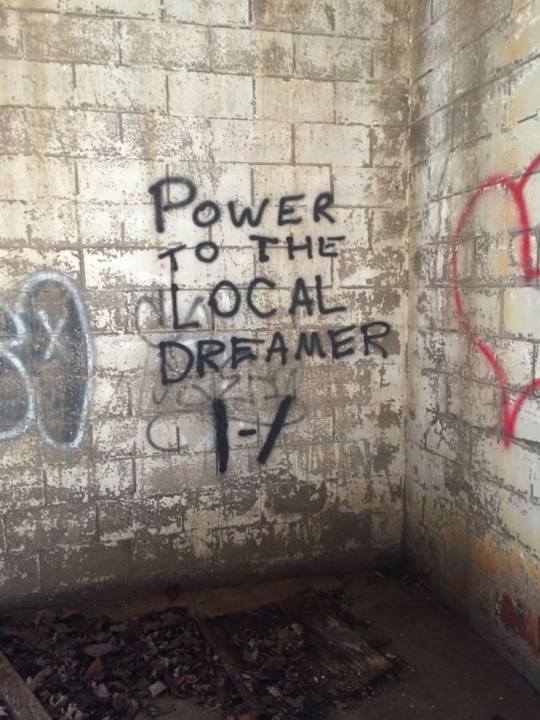 POWER
TO THE
LOCAL
DREAMER
|-/